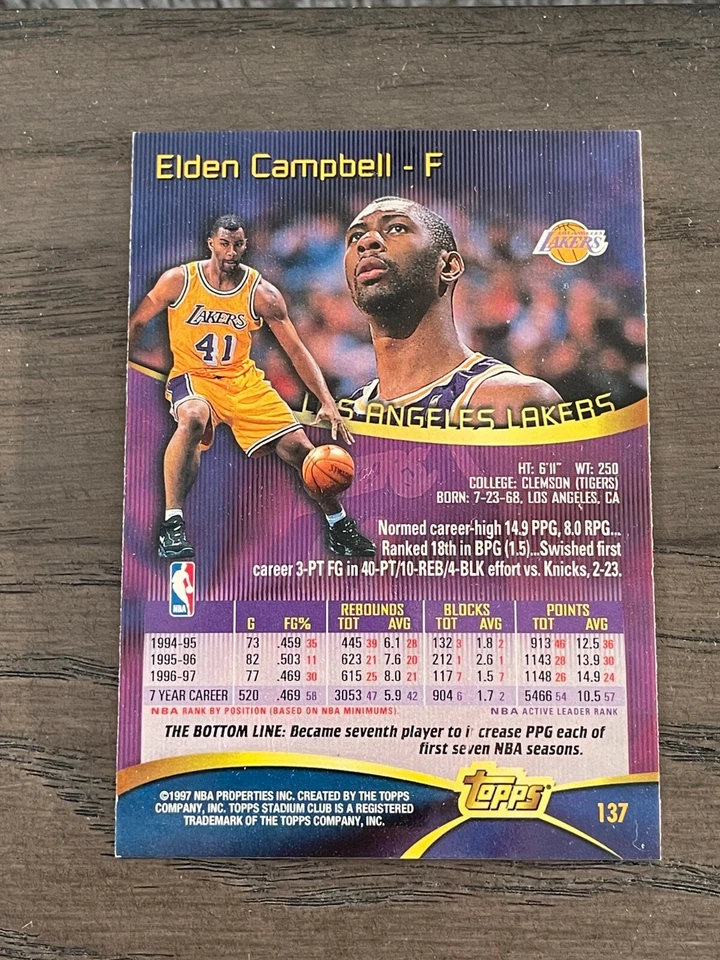 Elden Campbell - F
LOS ANGELES LAKERS
LAKERS
41
LOS ANGELES LAKERS
HT: 6'11" WT: 250
COLLEGE: CLEMSON (TIGERS)
BORN: 7-23-68, LOS ANGELES, CA
Normed career-high 14.9 PPG, 8.0 RPG...
Ranked 18th in BPG (1.5)...Swished first
career 3-PT FG in 40-PT/10-REB/4-BLK effort vs. Knicks, 2-23.
NBA
REBOUNDS BLOCKS POINTS
G FG% TOT AVG TOT AVG TOT AVG
1994-95 73 .459 35 445 39 6.1 28 132 3 1.8 2 913 46 12.5 36
1995-96 82 .503 11 623 21 7.6 20 212 1 2.6 1 1143 28 13.9 30
1996-97 77 .469 30 615 25 8.0 21 117 7 1.5 7 1148 26 14.9 24
7 YEAR CAREER 520 .469 58 3053 47 5.9 42 904 6 1.7 2 5466 54 10.5 57
NBA RANK BY POSITION (BASED ON NBA MINIMUMS). NBA ACTIVE LEADER RANK
THE BOTTOM LINE: Became seventh player to i crease PPG each of
first seven NBA seasons.
©1997 NBA PROPERTIES INC. CREATED BY THE TOPPS
COMPANY, INC. TOPPS STADIUM CLUB IS A REGISTERED
TRADEMARK OF THE TOPPS COMPANY, INC.
Topps
137